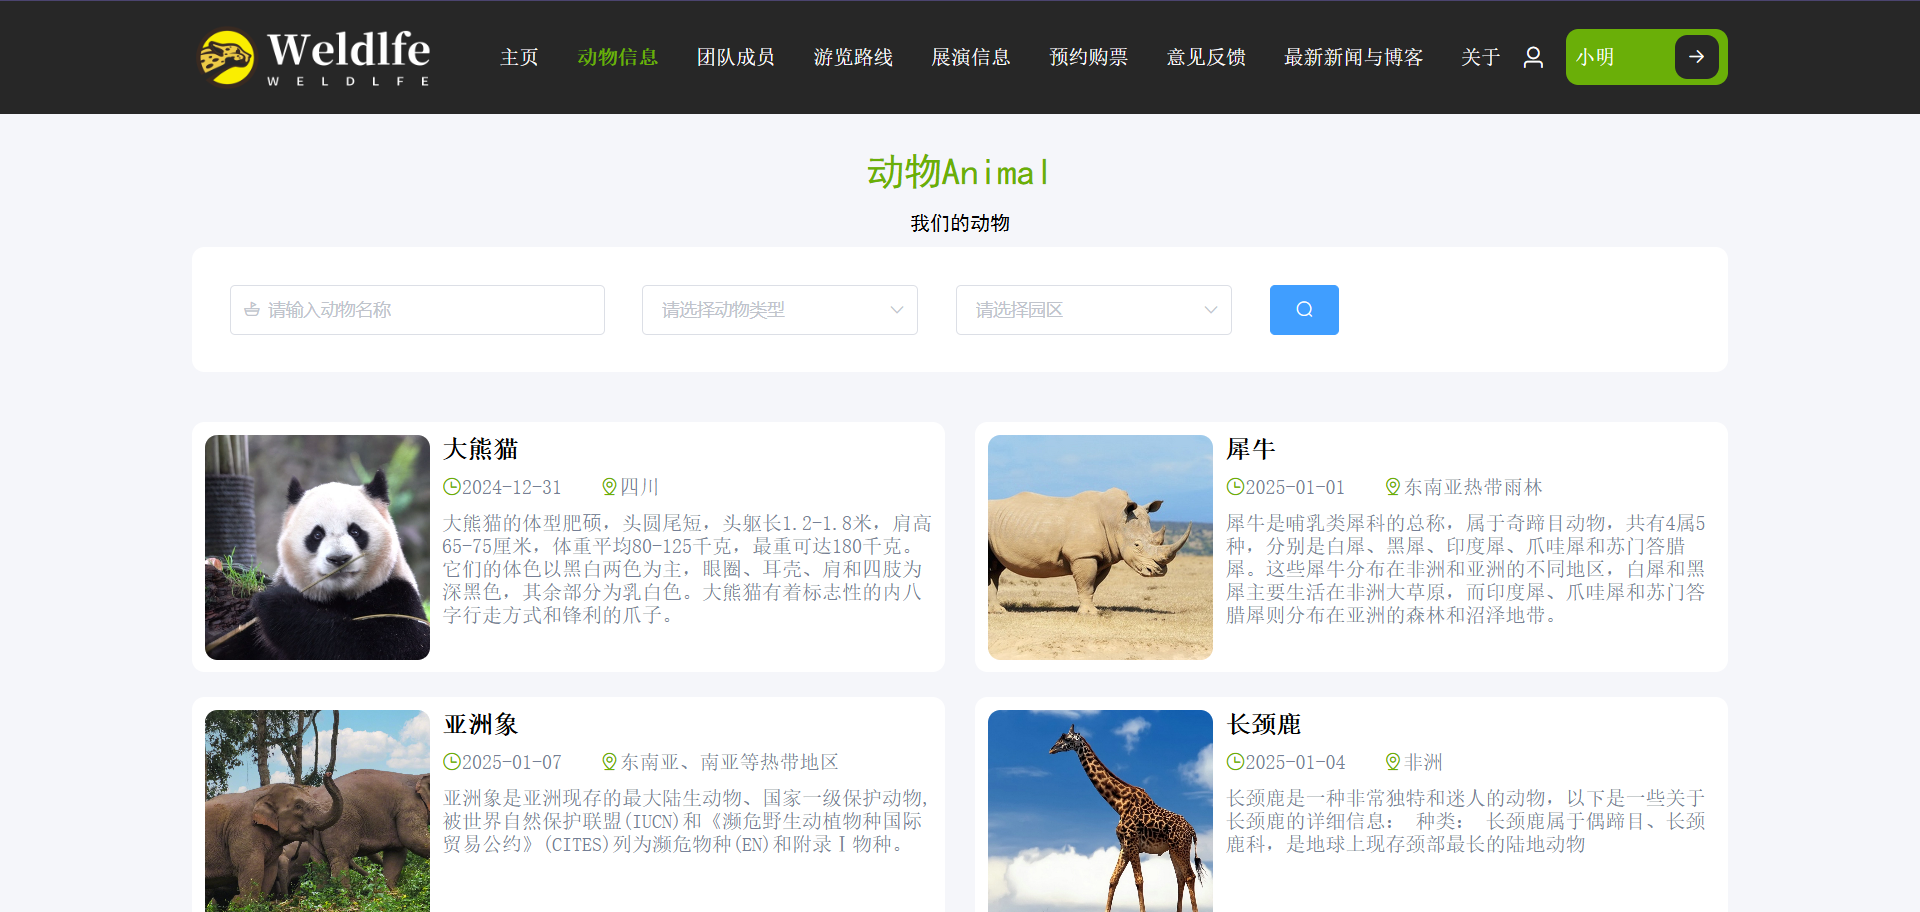 Weldlfe
WELDLFE
主页 动物信息 团队成员 游览路线 展演信息 预约购票 意见反馈 最新新闻与博客 关于 小明
动物Animal
我们的动物
请输入动物名称 请选择动物类型 请选择园区
大熊猫
2024-12-31 四川
大熊猫的体型肥硕，头圆尾短，头躯长1.2-1.8米，肩高
65-75厘米，体重平均80-125千克，最重可达180千克。
它们的体色以黑白两色为主，眼圈、耳壳、肩和四肢为
深黑色，其余部分为乳白色。大熊猫有着标志性的内八
字行走方式和锋利的爪子。
犀牛
2025-01-01 东南亚热带雨林
犀牛是哺乳类犀科的总称，属于奇蹄目动物，共有4属5
种，分别是白犀、黑犀、印度犀、爪哇犀和苏门答腊
犀。这些犀牛分布在非洲和亚洲的不同地区，白犀和黑
犀主要生活在非洲大草原，而印度犀、爪哇犀和苏门答
腊犀则分布在亚洲的森林和沼泽地带。
亚洲象
2025-01-07 东南亚、南亚等热带地区
亚洲象是亚洲现存的最大陆生动物、国家一级保护动物,
被世界自然保护联盟(IUCN)和《濒危野生动植物种国际
贸易公约》(CITES)列为濒危物种(EN)和附录Ⅰ物种。
长颈鹿
2025-01-04 非洲
长颈鹿是一种非常独特和迷人的动物，以下是一些关于
长颈鹿的详细信息： 种类： 长颈鹿属于偶蹄目、长颈
鹿科，是地球上现存颈部最长的陆地动物